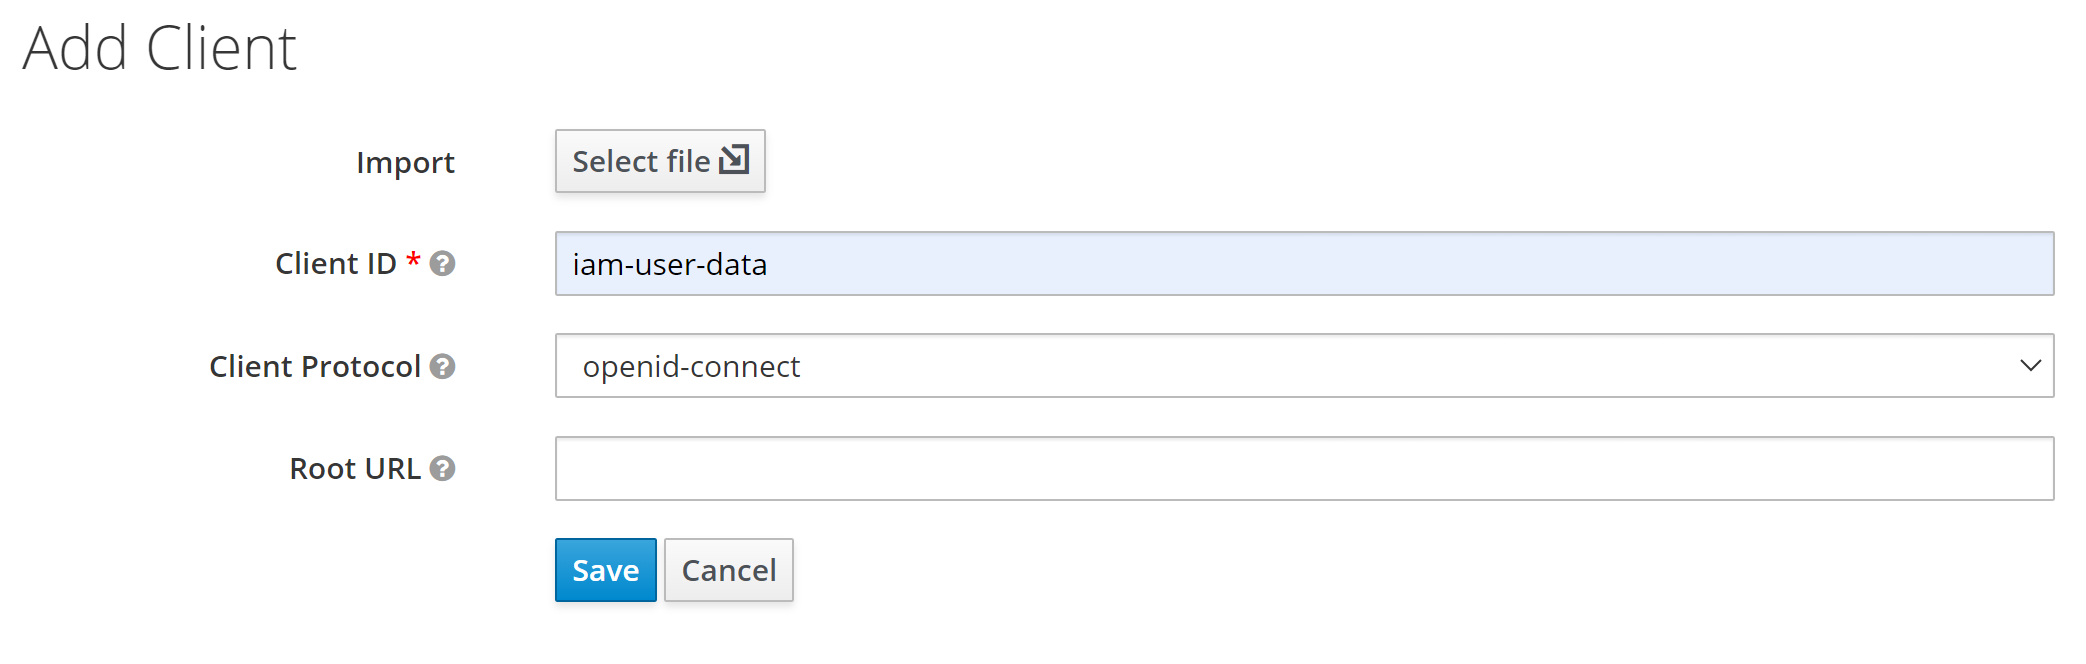 Add Client
Import
Select file
Client ID *
iam-user-data
Client Protocol
openid-connect
Root URL
Save
Cancel